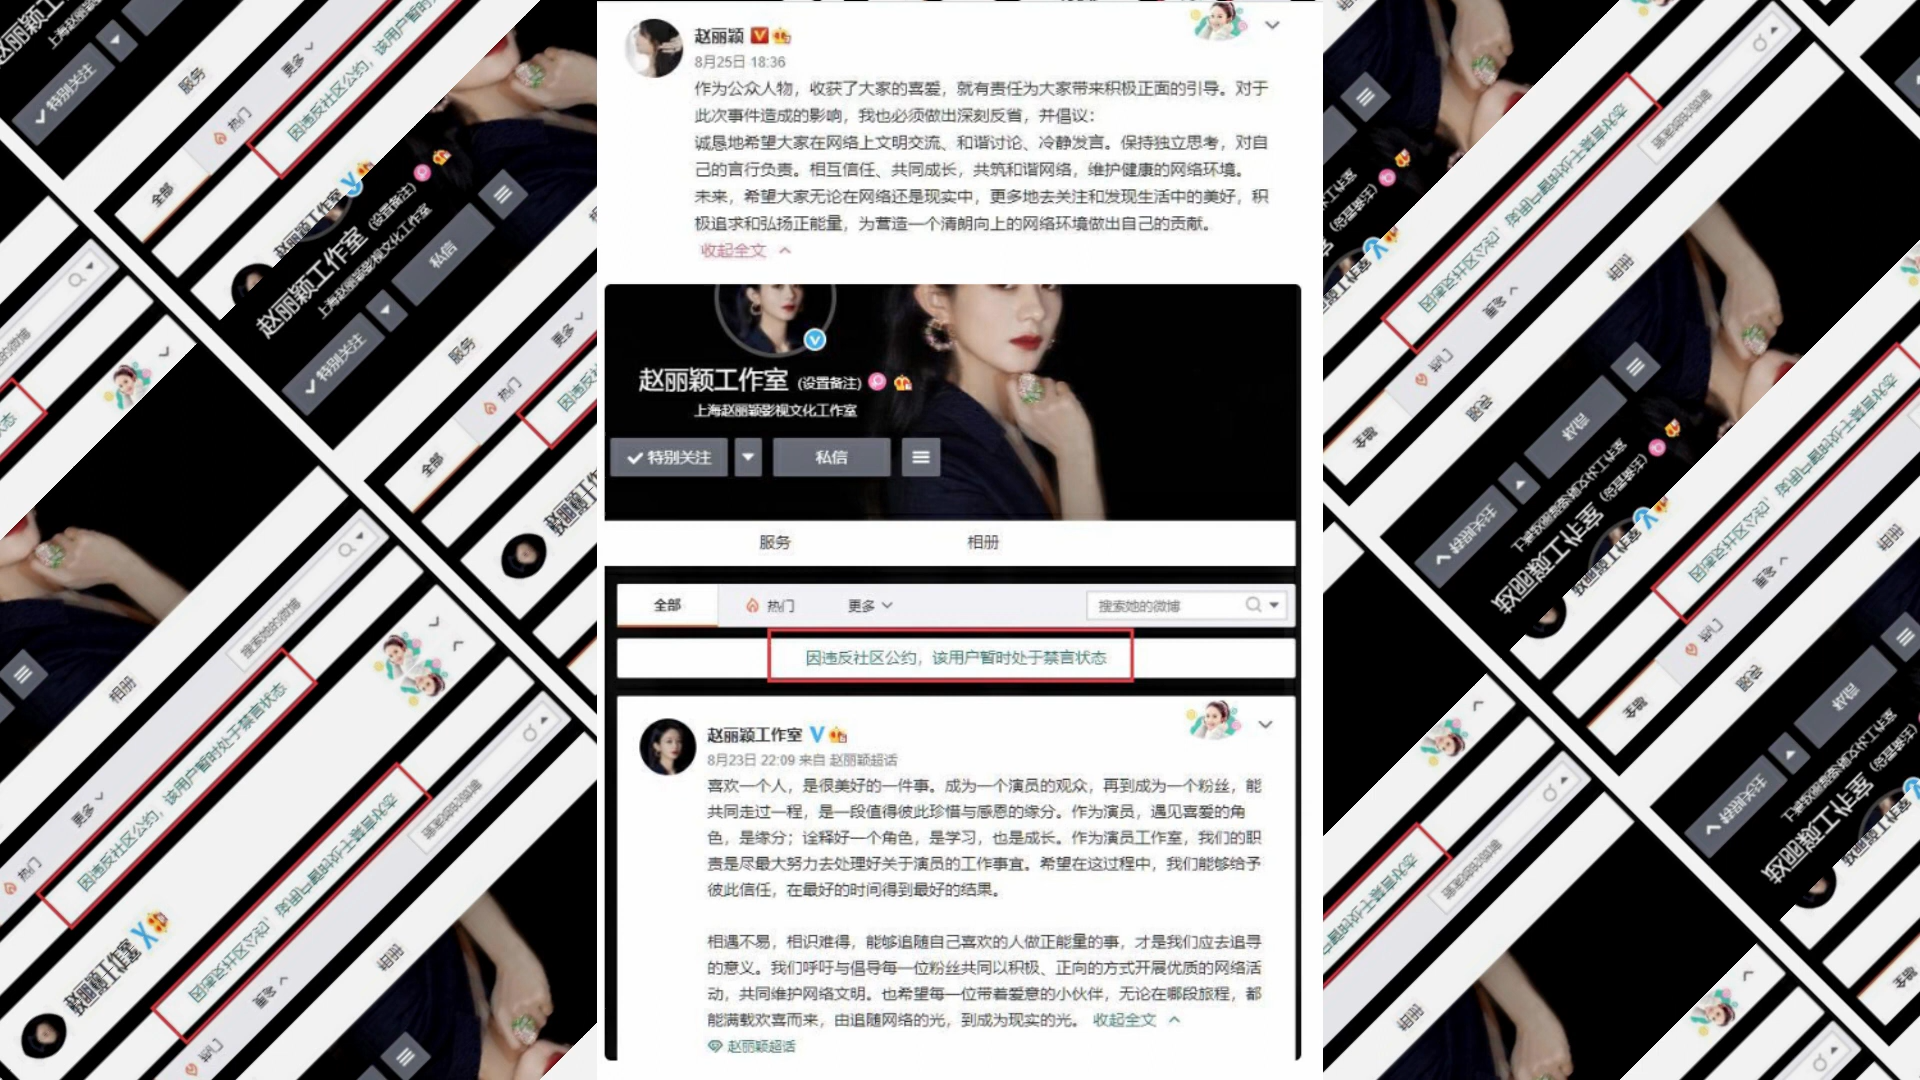 赵丽颖
8月25日 18:36
作为公众人物，收获了大家的喜爱，就有责任为大家带来积极正面的引导。对于
此次事件造成的影响，我也必须做出深刻反省，并倡议：
诚恳地希望大家在网络上文明交流、和谐讨论、冷静发言。保持独立思考，对自
己的言行负责。相互信任、共同成长，共筑和谐网络，维护健康的网络环境。
未来，希望大家无论在网络还是现实中，更多地去关注和发现生活中的美好，积
极追求和弘扬正能量，为营造一个清朗向上的网络环境做出自己的贡献。
收起全文
赵丽颖工作室 (设置备注)
上海赵丽颖影视文化工作室
特别关注 私信
服务 相册
全部 热门 更多 搜索她的微博
因违反社区公约，该用户暂时处于禁言状态
赵丽颖工作室
8月23日 22:09 来自 赵丽颖超话
喜欢一个人，是很美好的一件事。成为一个演员的观众，再到成为一个粉丝，能
共同走过一程，是一段值得彼此珍惜与感恩的缘分。作为演员，遇见喜爱的角
色，是缘分；诠释好一个角色，是学习，也是成长。作为演员工作室，我们的职
责是尽最大努力去处理好关于演员的工作事宜。希望在这过程中，我们能够给予
彼此信任，在最好的时间得到最好的结果。
相遇不易，相识难得，能够追随自己喜欢的人做正能量的事，才是我们应去追寻
的意义。我们呼吁与倡导每一位粉丝共同以积极、正向的方式开展优质的网络活
动，共同维护网络文明。也希望每一位带着爱意的小伙伴，无论在哪段旅程，都
能满载欢喜而来，由追随网络的光，到成为现实的光。 收起全文
赵丽颖超话